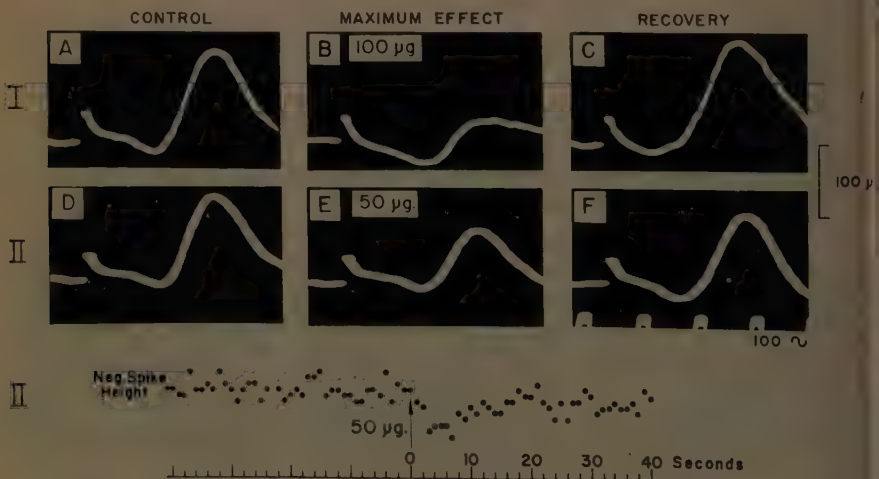 CONTROL MAXIMUM EFFECT RECOVERY
I
A B 100 µg C
100 µ
II
D E 50 µg. F
100 ~
II
Neg. Spike
Height
50 µg.
0 10 20 30 40 Seconds